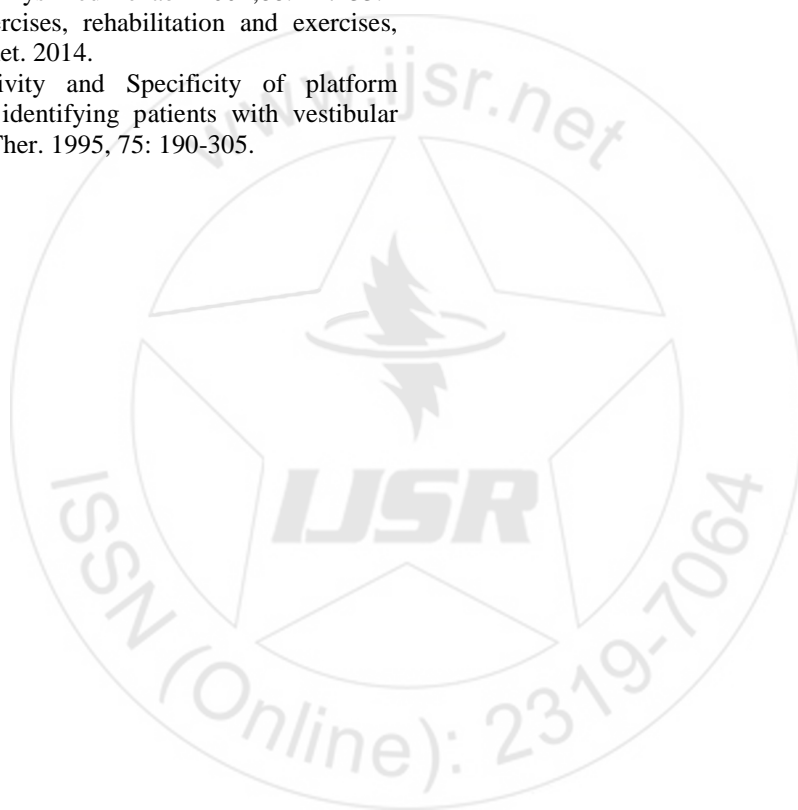 ercises, rehabilitation and exercises,
et. 2014.
ivity and Specificity of platform
identifying patients with vestibular
Ther. 1995, 75: 190-305.
www.ijsr.net
IJSR
ISSN (Online): 2319-7064